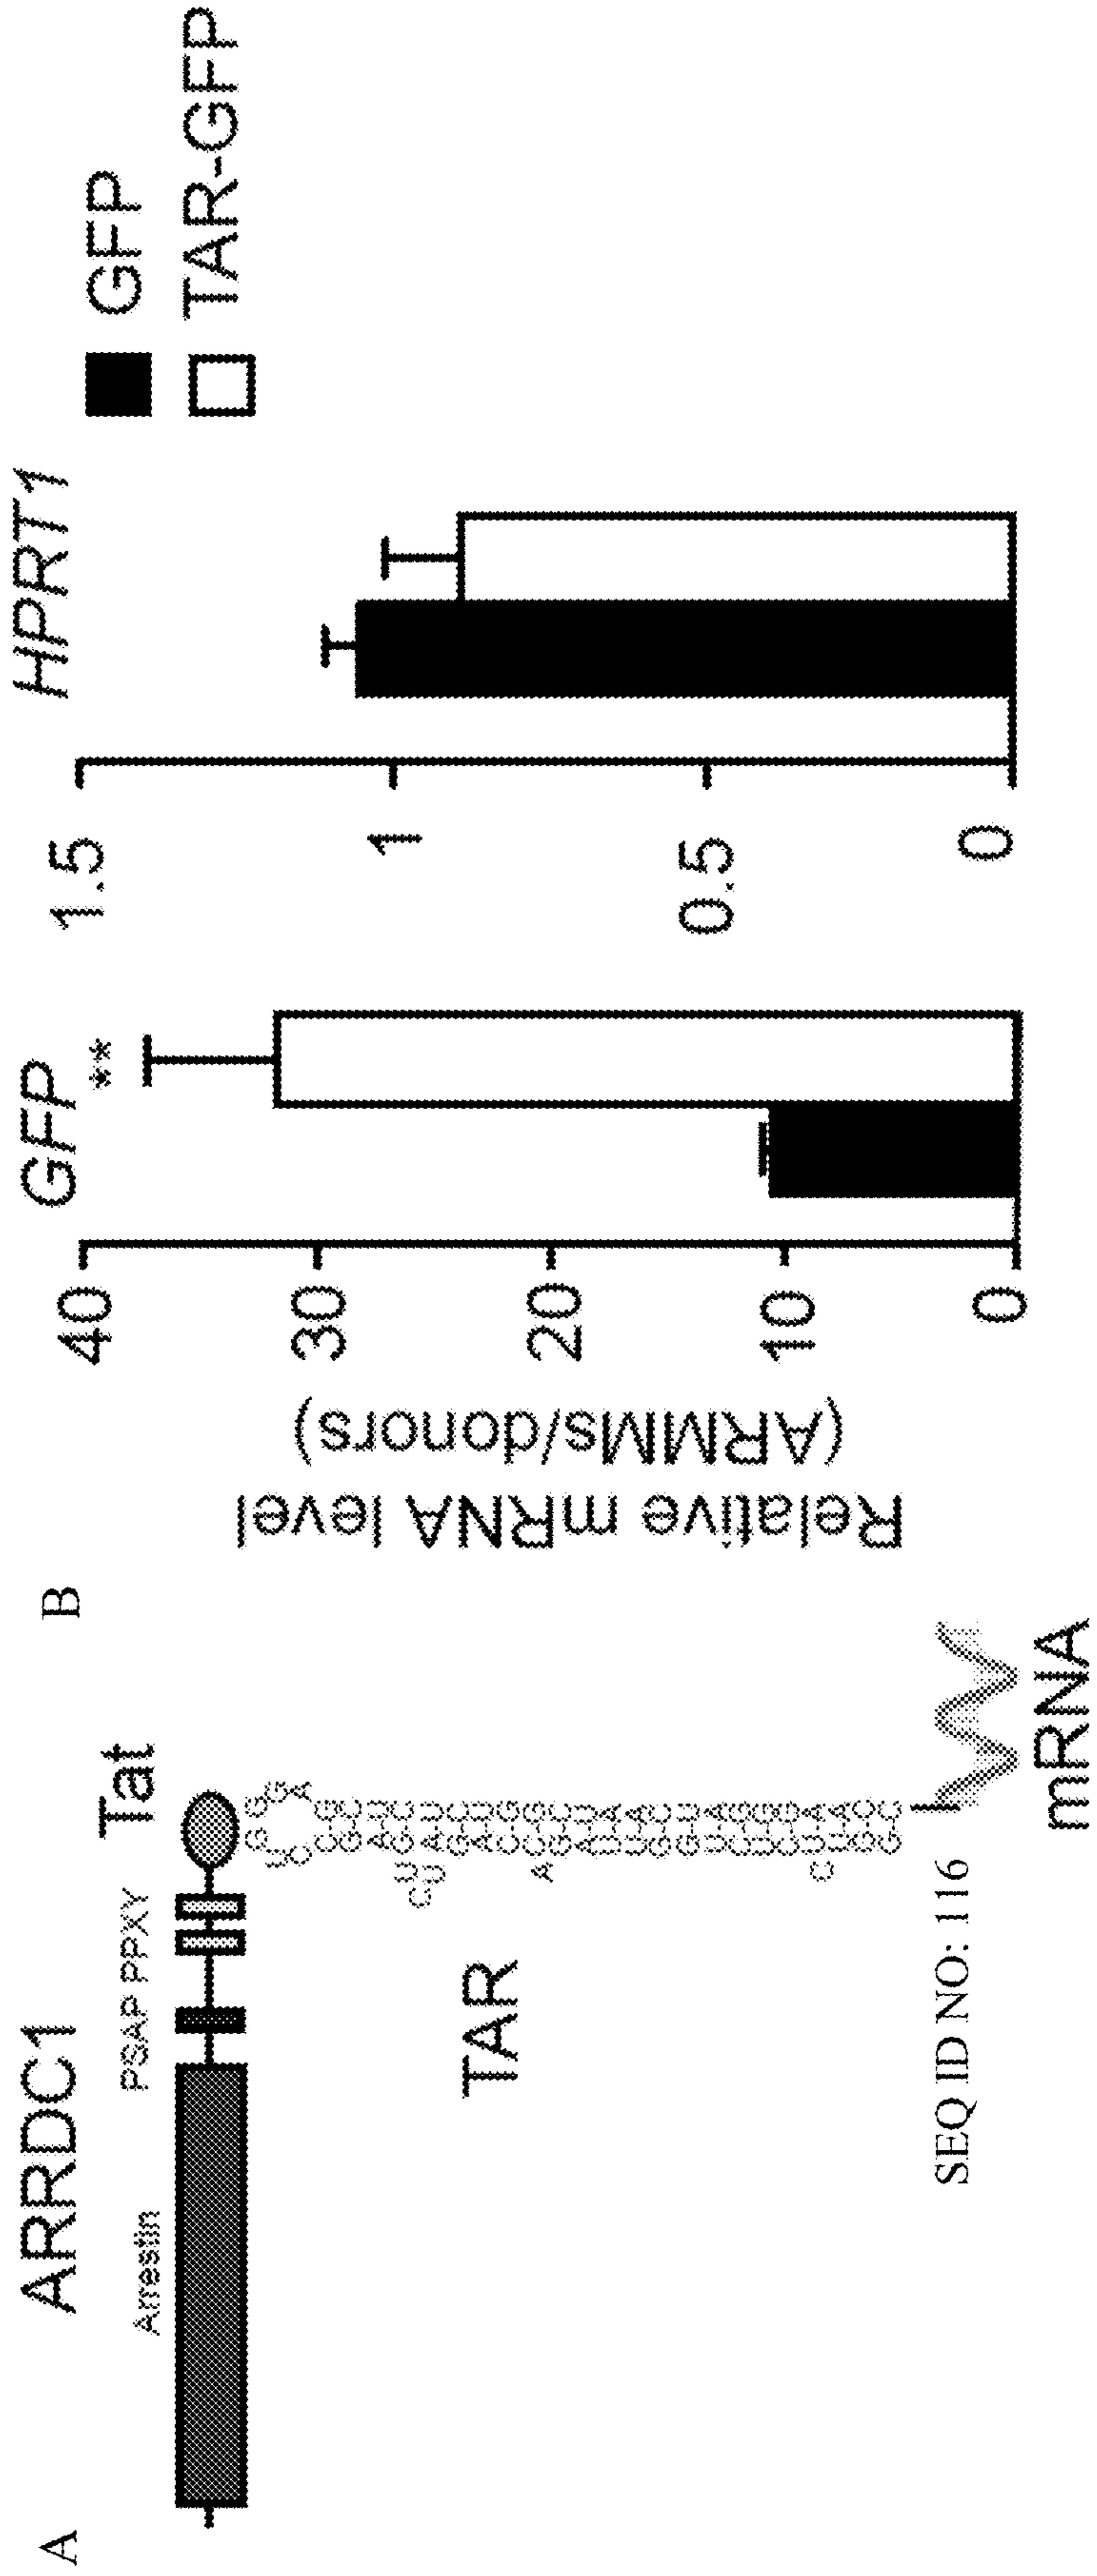 A
ARRDC1
Arrestin
PSAP PPXY
Tat
TAR
SEQ ID NO: 116
mRNA
B
Relative mRNA level
(ARMMs/donors)
GFP
**
40
30
20
10
0
HPRT1
1.5
1
0.5
0
GFP
TAR-GFP